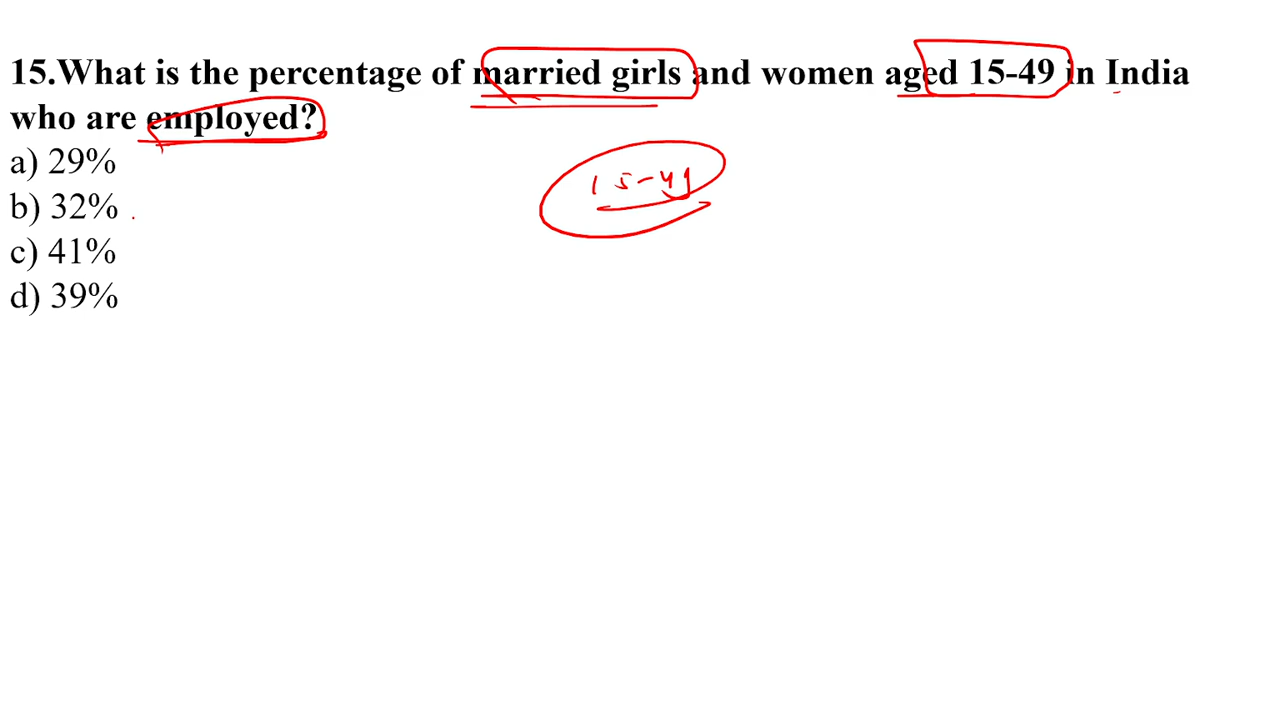 15.What is the percentage of married girls and women aged 15-49 in India
who are employed?
a) 29%
15-49
b) 32%
c) 41%
d) 39%